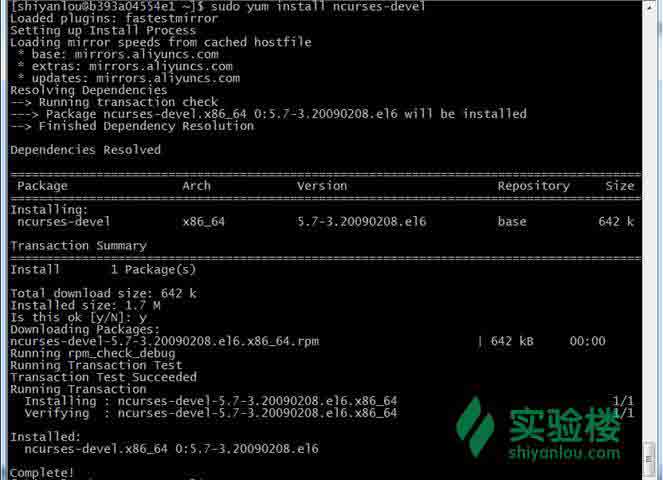 [shiyanlou@b393a04554e1 ~]$ sudo yum install ncurses-devel
Loaded plugins: fastestmirror
Setting up Install Process
Loading mirror speeds from cached hostfile
 * base: mirrors.aliyuncs.com
 * extras: mirrors.aliyuncs.com
 * updates: mirrors.aliyuncs.com
Resolving Dependencies
--> Running transaction check
---> Package ncurses-devel.x86_64 0:5.7-3.20090208.el6 will be installed
--> Finished Dependency Resolution
Dependencies Resolved
Package Arch Version Repository Size
Installing:
 ncurses-devel x86_64 5.7-3.20090208.el6 base 642 k
Transaction Summary
Install 1 Package(s)
Total download size: 642 k
Installed size: 1.7 M
Is this ok [y/N]: y
Downloading Packages:
ncurses-devel-5.7-3.20090208.el6.x86_64.rpm | 642 kB 00:00
Running rpm_check_debug
Running Transaction Test
Transaction Test Succeeded
Running Transaction
  Installing : ncurses-devel-5.7-3.20090208.el6.x86_64 1/1
  Verifying : ncurses-devel-5.7-3.20090208.el6.x86_64 1/1
Installed:
  ncurses-devel.x86_64 0:5.7-3.20090208.el6
Complete!
实验楼
shiyanlou.com